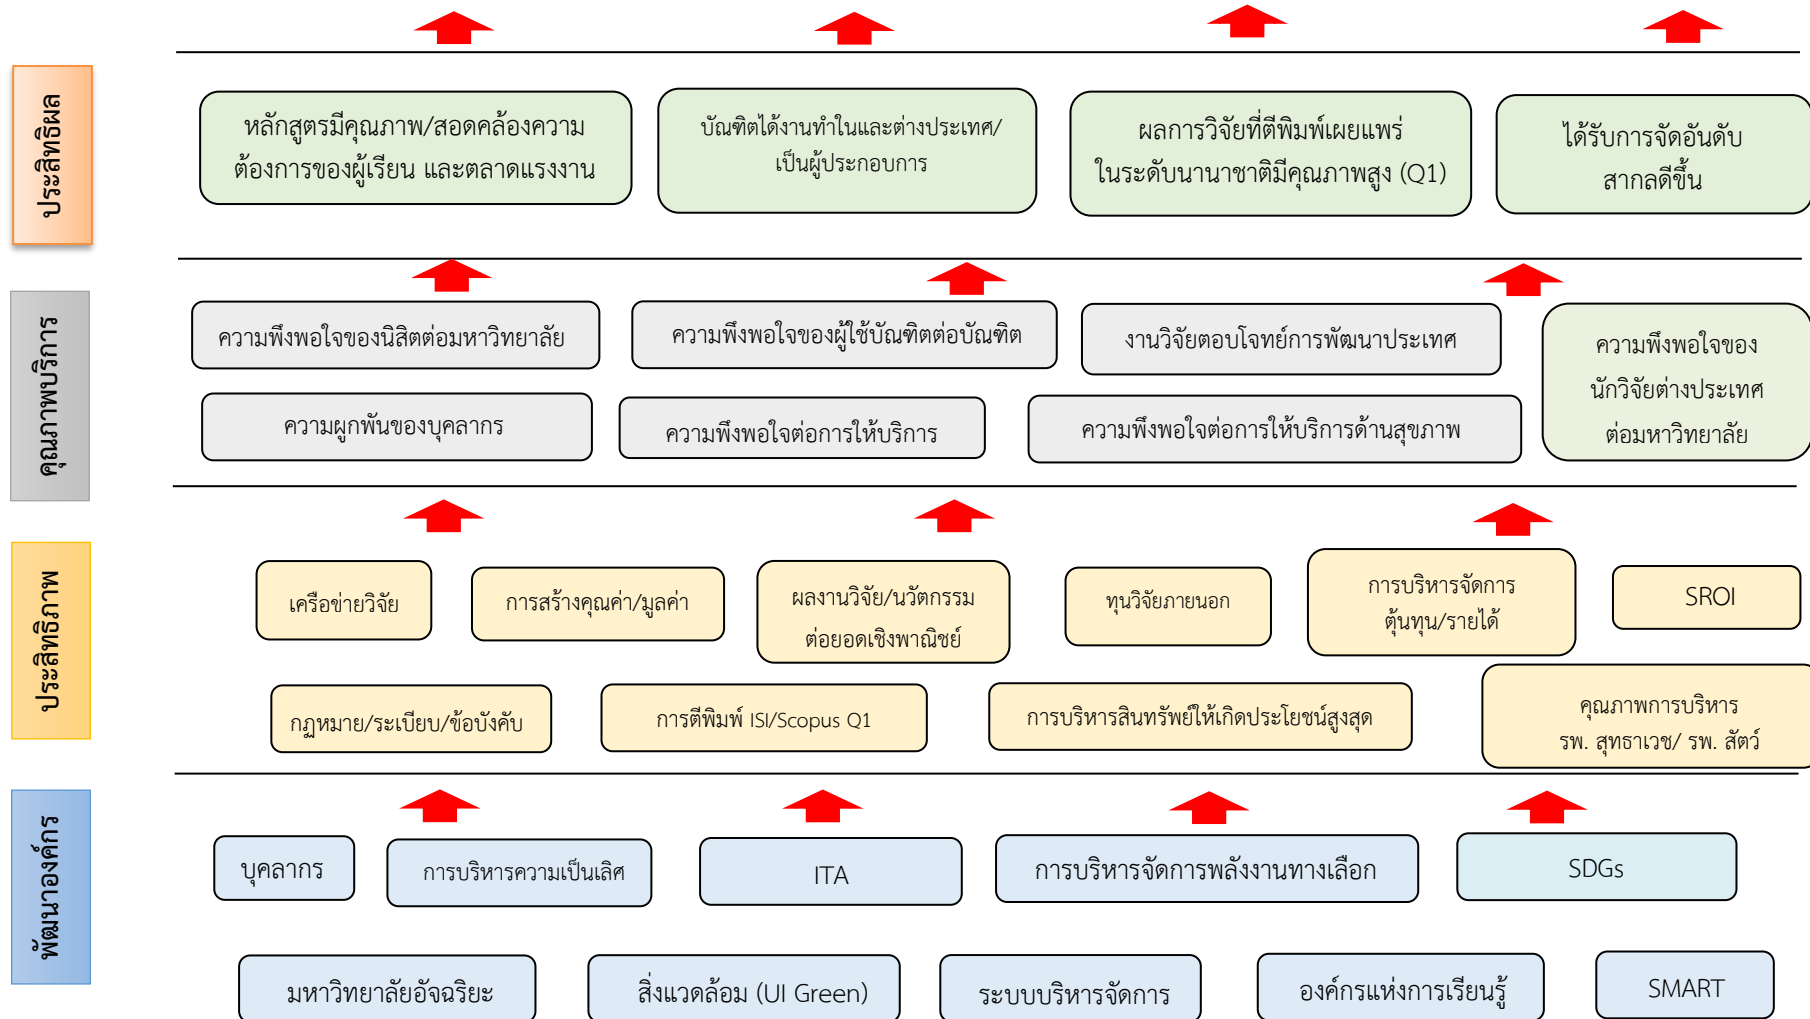 ประสิทธิผล
หลักสูตรมีคุณภาพ/สอดคล้องความ
ต้องการของผู้เรียน และตลาดแรงงาน
บัณฑิตได้งานทำในและต่างประเทศ/
เป็นผู้ประกอบการ
ผลการวิจัยที่ตีพิมพ์เผยแพร่
ในระดับนานาชาติมีคุณภาพสูง (Q1)
ได้รับการจัดอันดับ
สากลดีขึ้น
คุณภาพบริการ
ความพึงพอใจของนิสิตต่อมหาวิทยาลัย
ความพึงพอใจของผู้ใช้บัณฑิตต่อบัณฑิต
งานวิจัยตอบโจทย์การพัฒนาประเทศ
ความพึงพอใจของ
นักวิจัยต่างประเทศ
ต่อมหาวิทยาลัย
ความผูกพันของบุคลากร
ความพึงพอใจต่อการให้บริการ
ความพึงพอใจต่อการให้บริการด้านสุขภาพ
ประสิทธิภาพ
เครือข่ายวิจัย
การสร้างคุณค่า/มูลค่า
ผลงานวิจัย/นวัตกรรม
ต่อยอดเชิงพาณิชย์
ทุนวิจัยภายนอก
การบริหารจัดการ
ตุ้นทุน/รายได้
SROI
กฎหมาย/ระเบียบ/ข้อบังคับ
การตีพิมพ์ ISI/Scopus Q1
การบริหารสินทรัพย์ให้เกิดประโยชน์สูงสุด
คุณภาพการบริหาร
รพ. สุทธาเวช/ รพ. สัตว์
พัฒนาองค์กร
บุคลากร
การบริหารความเป็นเลิศ
ITA
การบริหารจัดการพลังงานทางเลือก
SDGs
มหาวิทยาลัยอัจฉริยะ
สิ่งแวดล้อม (UI Green)
ระบบบริหารจัดการ
องค์กรแห่งการเรียนรู้
SMART